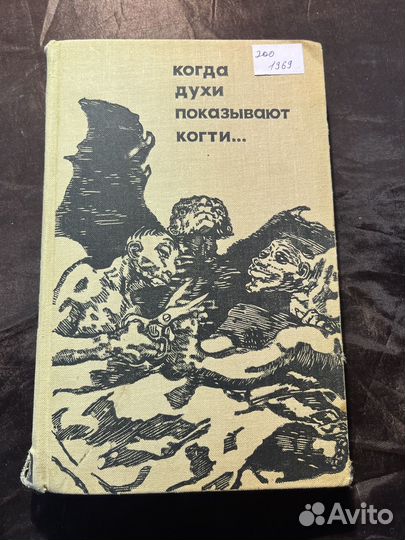 200
1969
когда
духи
показывают
когти...
Avito